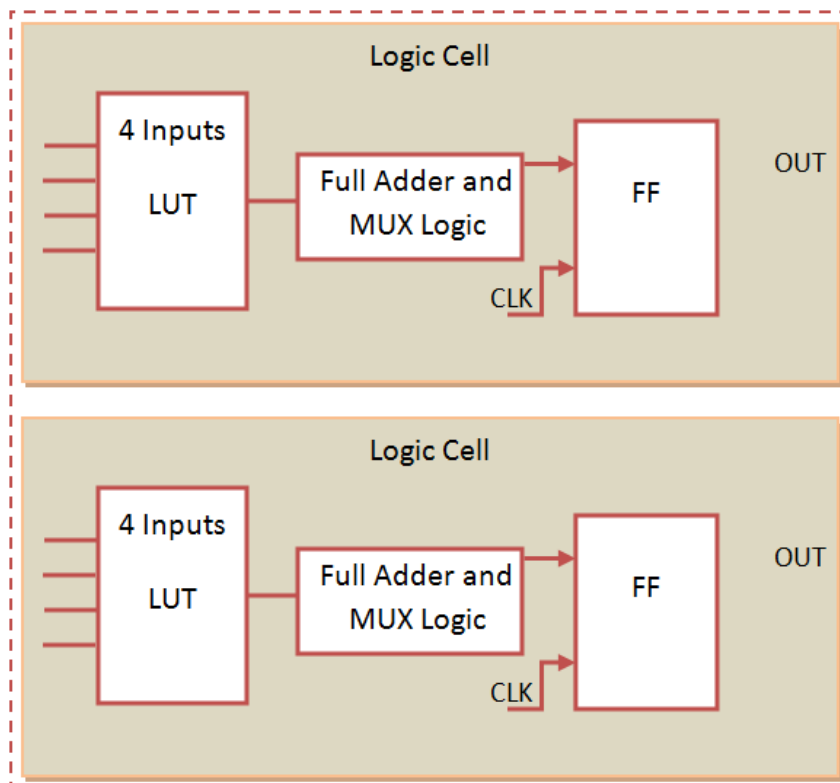 Logic Cell
4 Inputs
LUT
Full Adder and
MUX Logic
CLK
FF
OUT
Logic Cell
4 Inputs
LUT
Full Adder and
MUX Logic
CLK
FF
OUT